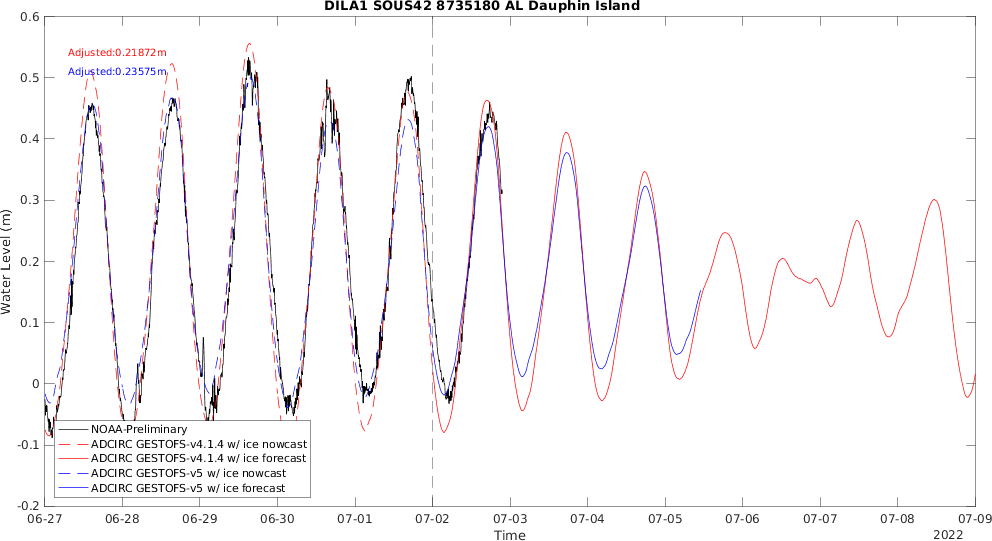 DILA1 SOUS42 8735180 AL Dauphin Island
0.6
0.5
0.4
0.3
0.2
0.1
0
-0.1
-0.2
Water Level (m)
Adjusted:0.21872m
Adjusted:0.23575m
NOAA-Preliminary
ADCIRC GESTOFS-v4.1.4 w/ ice nowcast
ADCIRC GESTOFS-v4.1.4 w/ ice forecast
ADCIRC GESTOFS-v5 w/ ice nowcast
ADCIRC GESTOFS-v5 w/ ice forecast
06-27 06-28 06-29 06-30 07-01 07-02 07-03 07-04 07-05 07-06 07-07 07-08 07-09
Time
2022